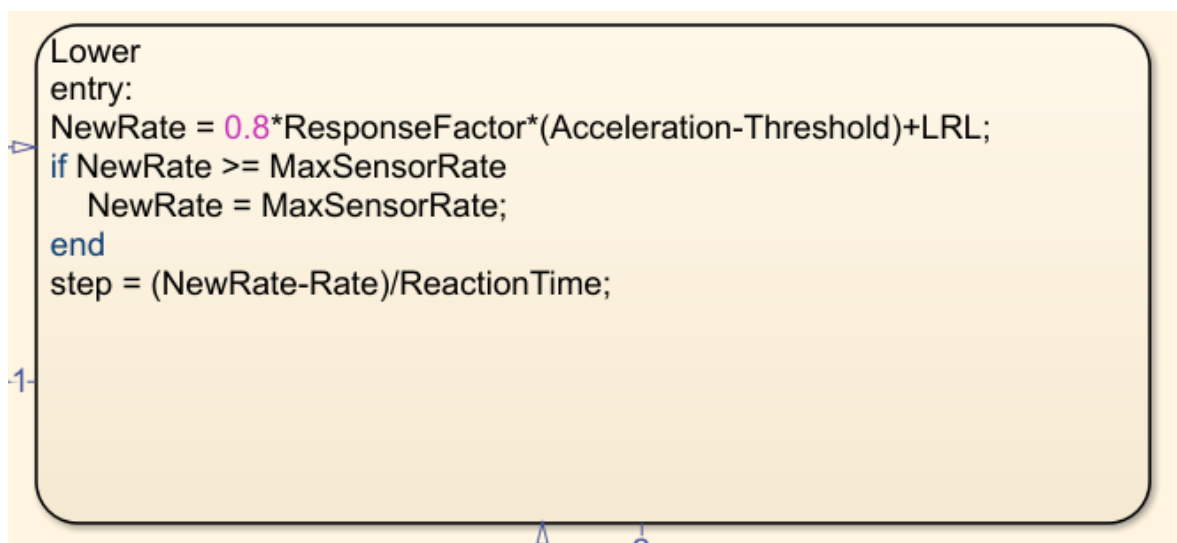 Lower
entry:
NewRate = 0.8*ResponseFactor*(Acceleration-Threshold)+LRL;
if NewRate >= MaxSensorRate
NewRate = MaxSensorRate;
end
step = (NewRate-Rate)/ReactionTime;
1